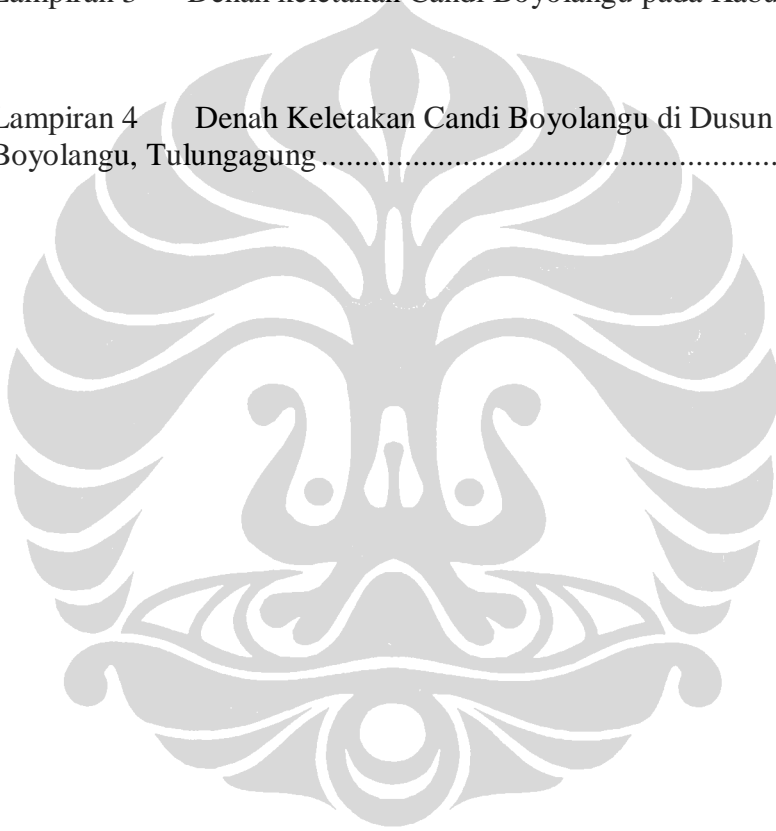 Lampiran 3 Denah keletakan Candi Boyolangu pada Kabu
Lampiran 4 Denah Keletakan Candi Boyolangu di Dusun
Boyolangu, Tulungagung........................................................